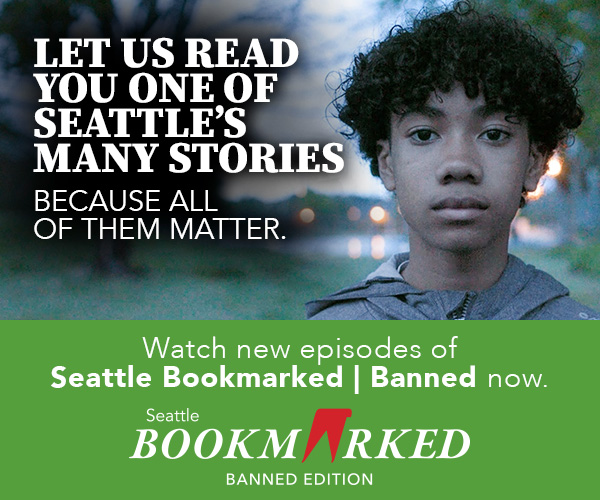 LET US READ
YOU ONE OF
SEATTLE'S
MANY STORIES
BECAUSE ALL
OF THEM MATTER.
Watch new episodes of
Seattle Bookmarked | Banned now.
Seattle
BOOKMARKED
BANNED EDITION